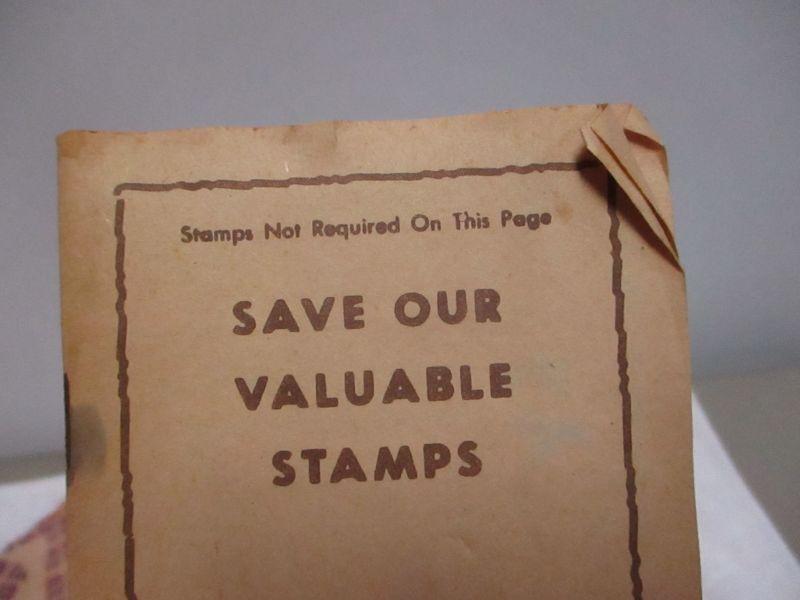 Stamps Not Required On This Page
SAVE OUR
VALUABLE
STAMPS